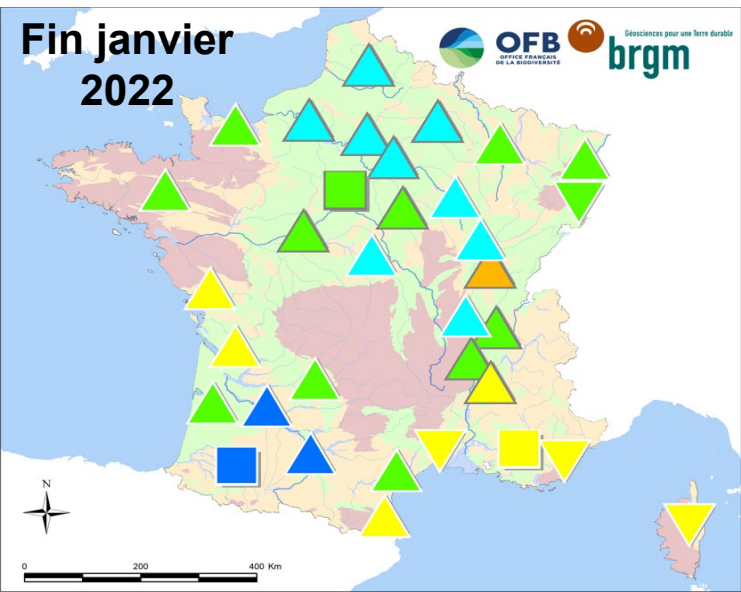 Fin janvier
2022
OFB
OFFICE FRANÇAIS
DE LA BIODIVERSITÉ
Géosciences pour une Terre durable
brgm
N
0 200 400 Km